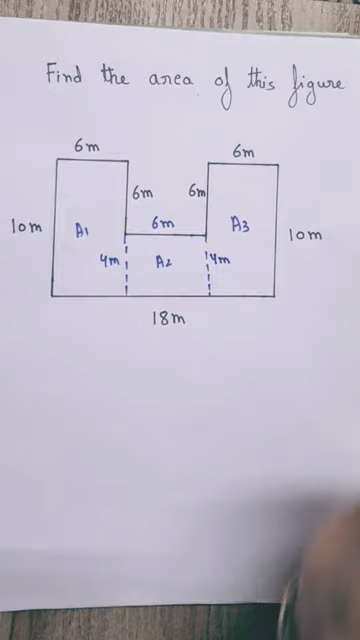 Find the area of this figure
6m
6m
6m
6m
6m
10m
A1
A3
10m
4m
A2
4m
18m